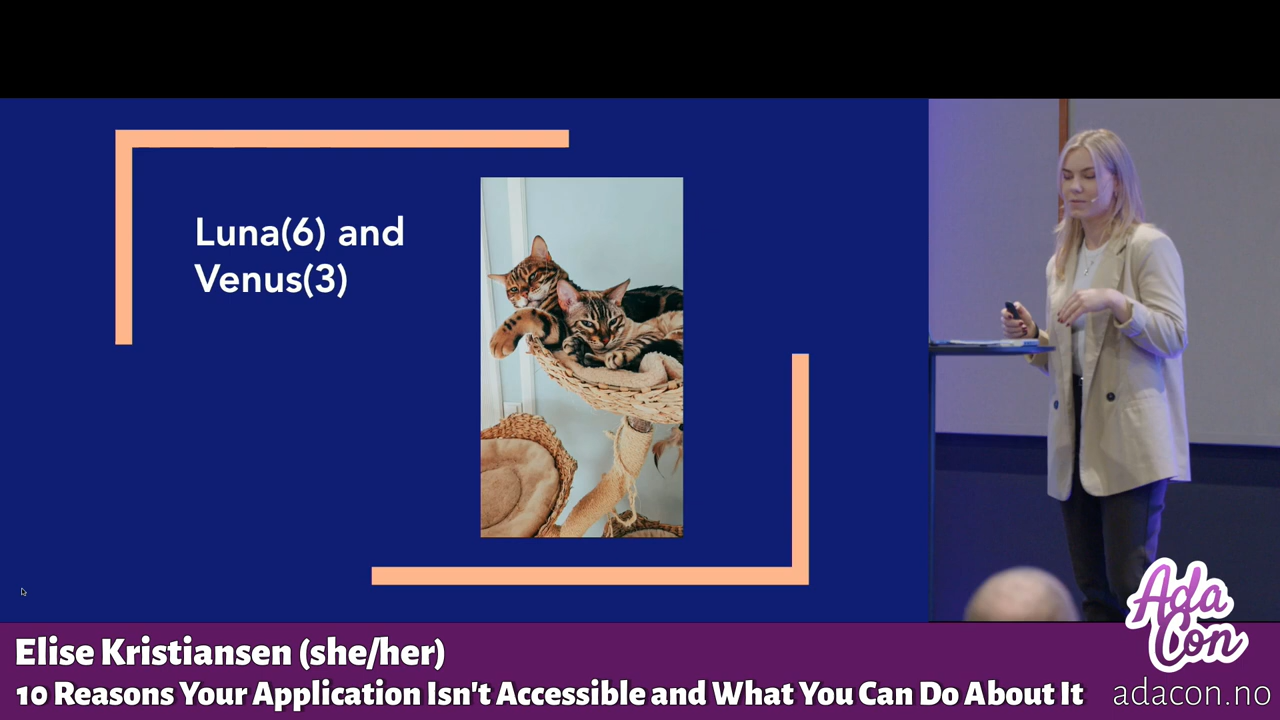 Luna(6) and
Venus(3)
Elise Kristiansen (she/her)
10 Reasons Your Application Isn't Accessible and What You Can Do About It
Ada
Con
adacon.no